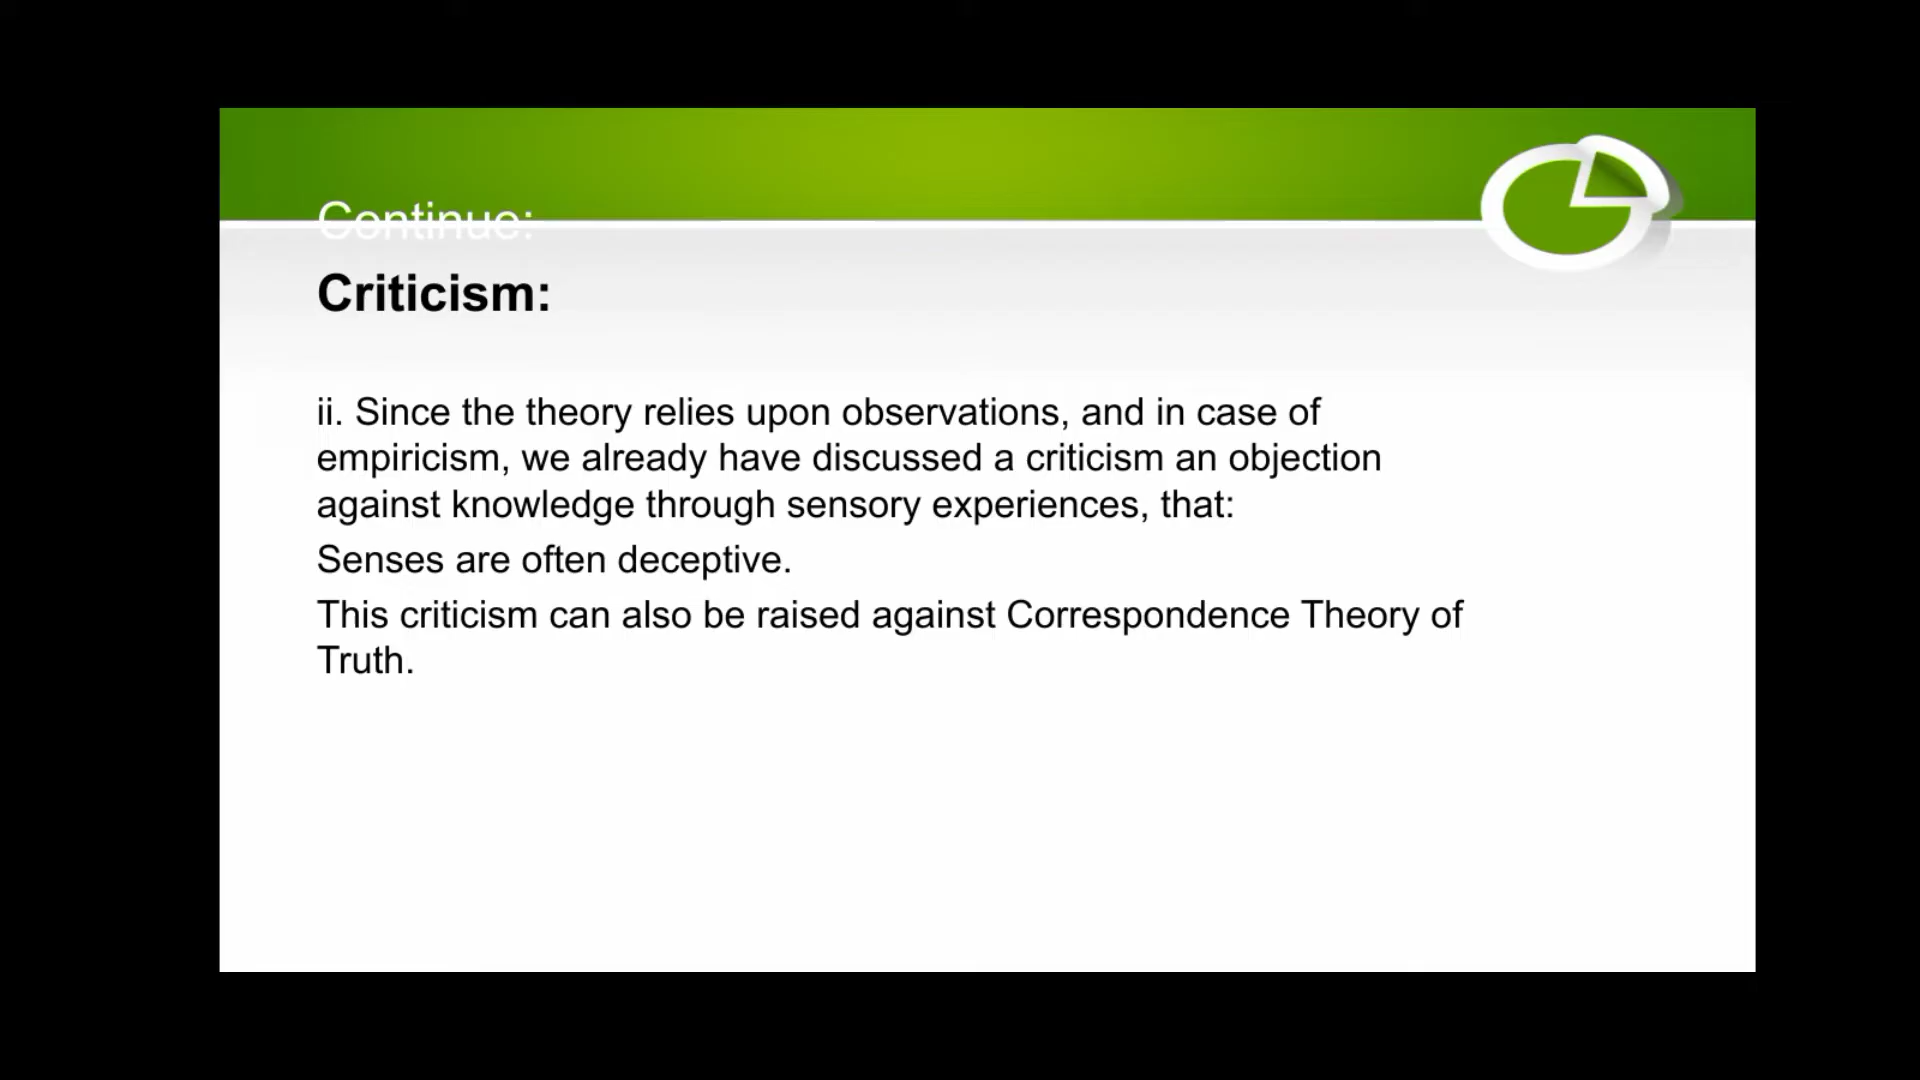 Continue:
Criticism:
ii. Since the theory relies upon observations, and in case of
empiricism, we already have discussed a criticism an objection
against knowledge through sensory experiences, that:
Senses are often deceptive.
This criticism can also be raised against Correspondence Theory of
Truth.